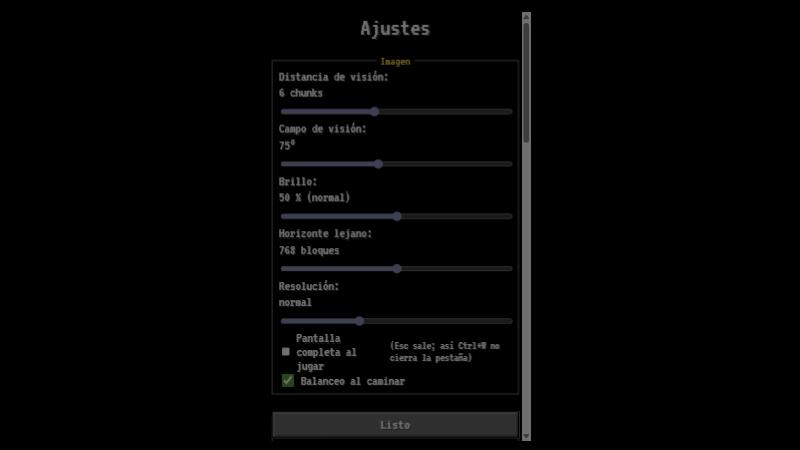 Ajustes
Imagen
Distancia de visión:
6 chunks
Campo de visión:
75º
Brillo:
50 % (normal)
Horizonte lejano:
768 bloques
Resolución:
normal
Pantalla
completa al
jugar
(Esc sale; así Ctrl+W no
cierra la pestaña)
Balanceo al caminar
Listo